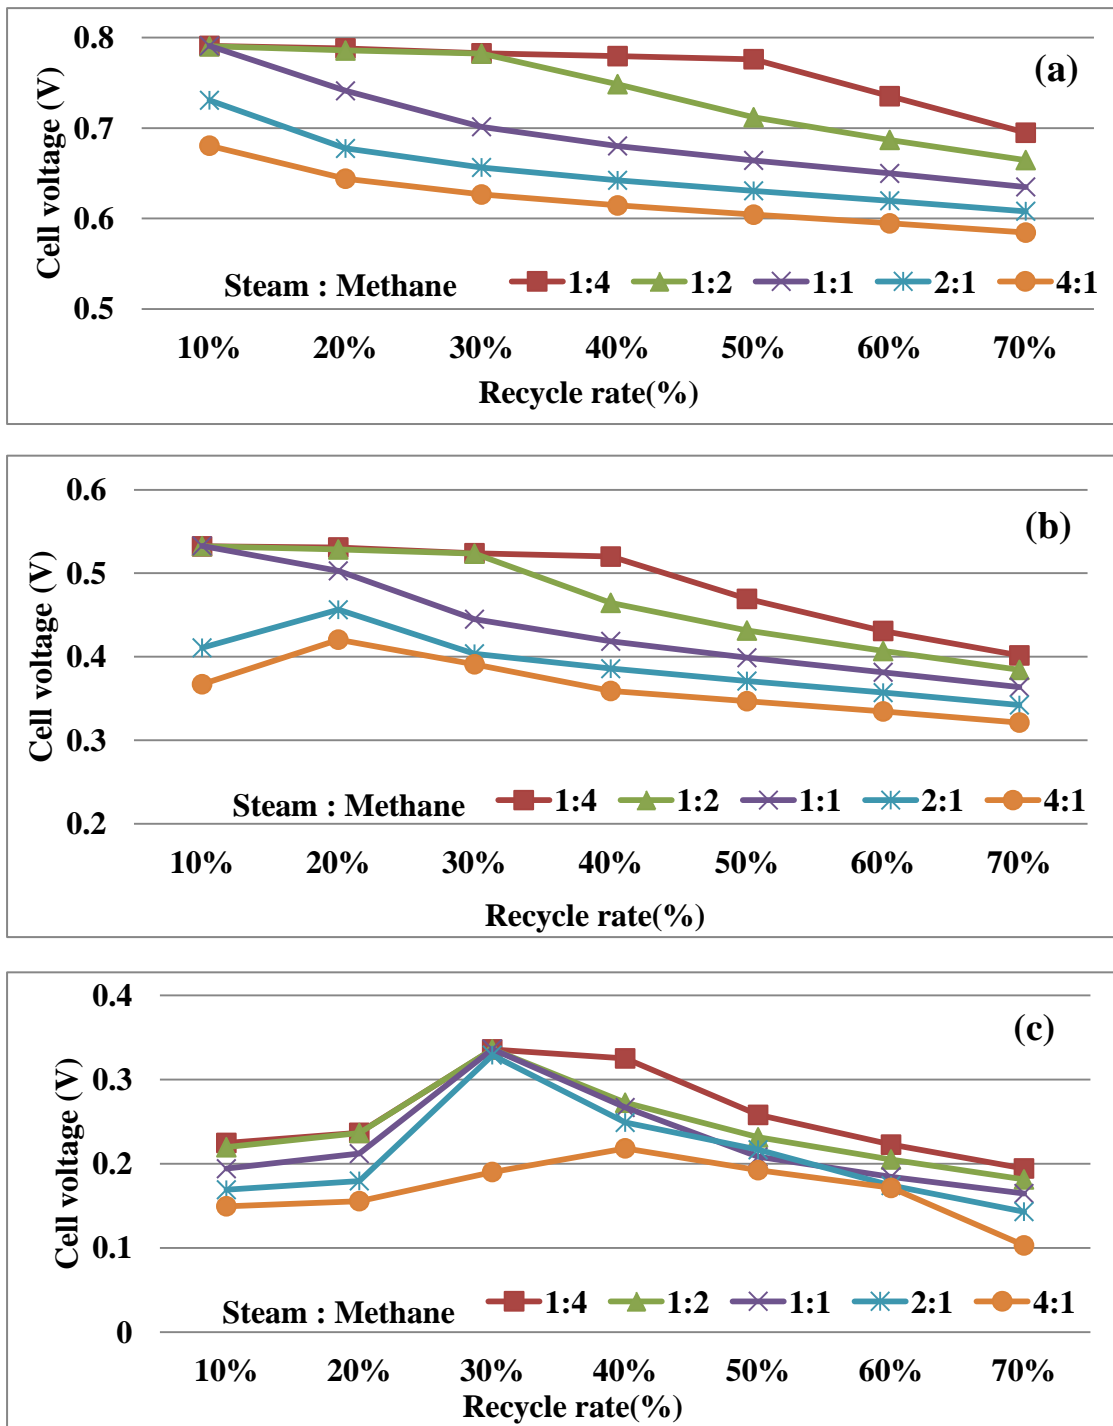 0.8
(a)
0.7
0.6
0.5
Cell voltage (V)
Steam : Methane 1:4 1:2 1:1 2:1 4:1
10% 20% 30% 40% 50% 60% 70%
Recycle rate(%)
0.6
(b)
0.5
0.4
0.3
0.2
Cell voltage (V)
Steam : Methane 1:4 1:2 1:1 2:1 4:1
10% 20% 30% 40% 50% 60% 70%
Recycle rate(%)
0.4
(c)
0.3
0.2
0.1
0
Cell voltage (V)
Steam : Methane 1:4 1:2 1:1 2:1 4:1
10% 20% 30% 40% 50% 60% 70%
Recycle rate(%)